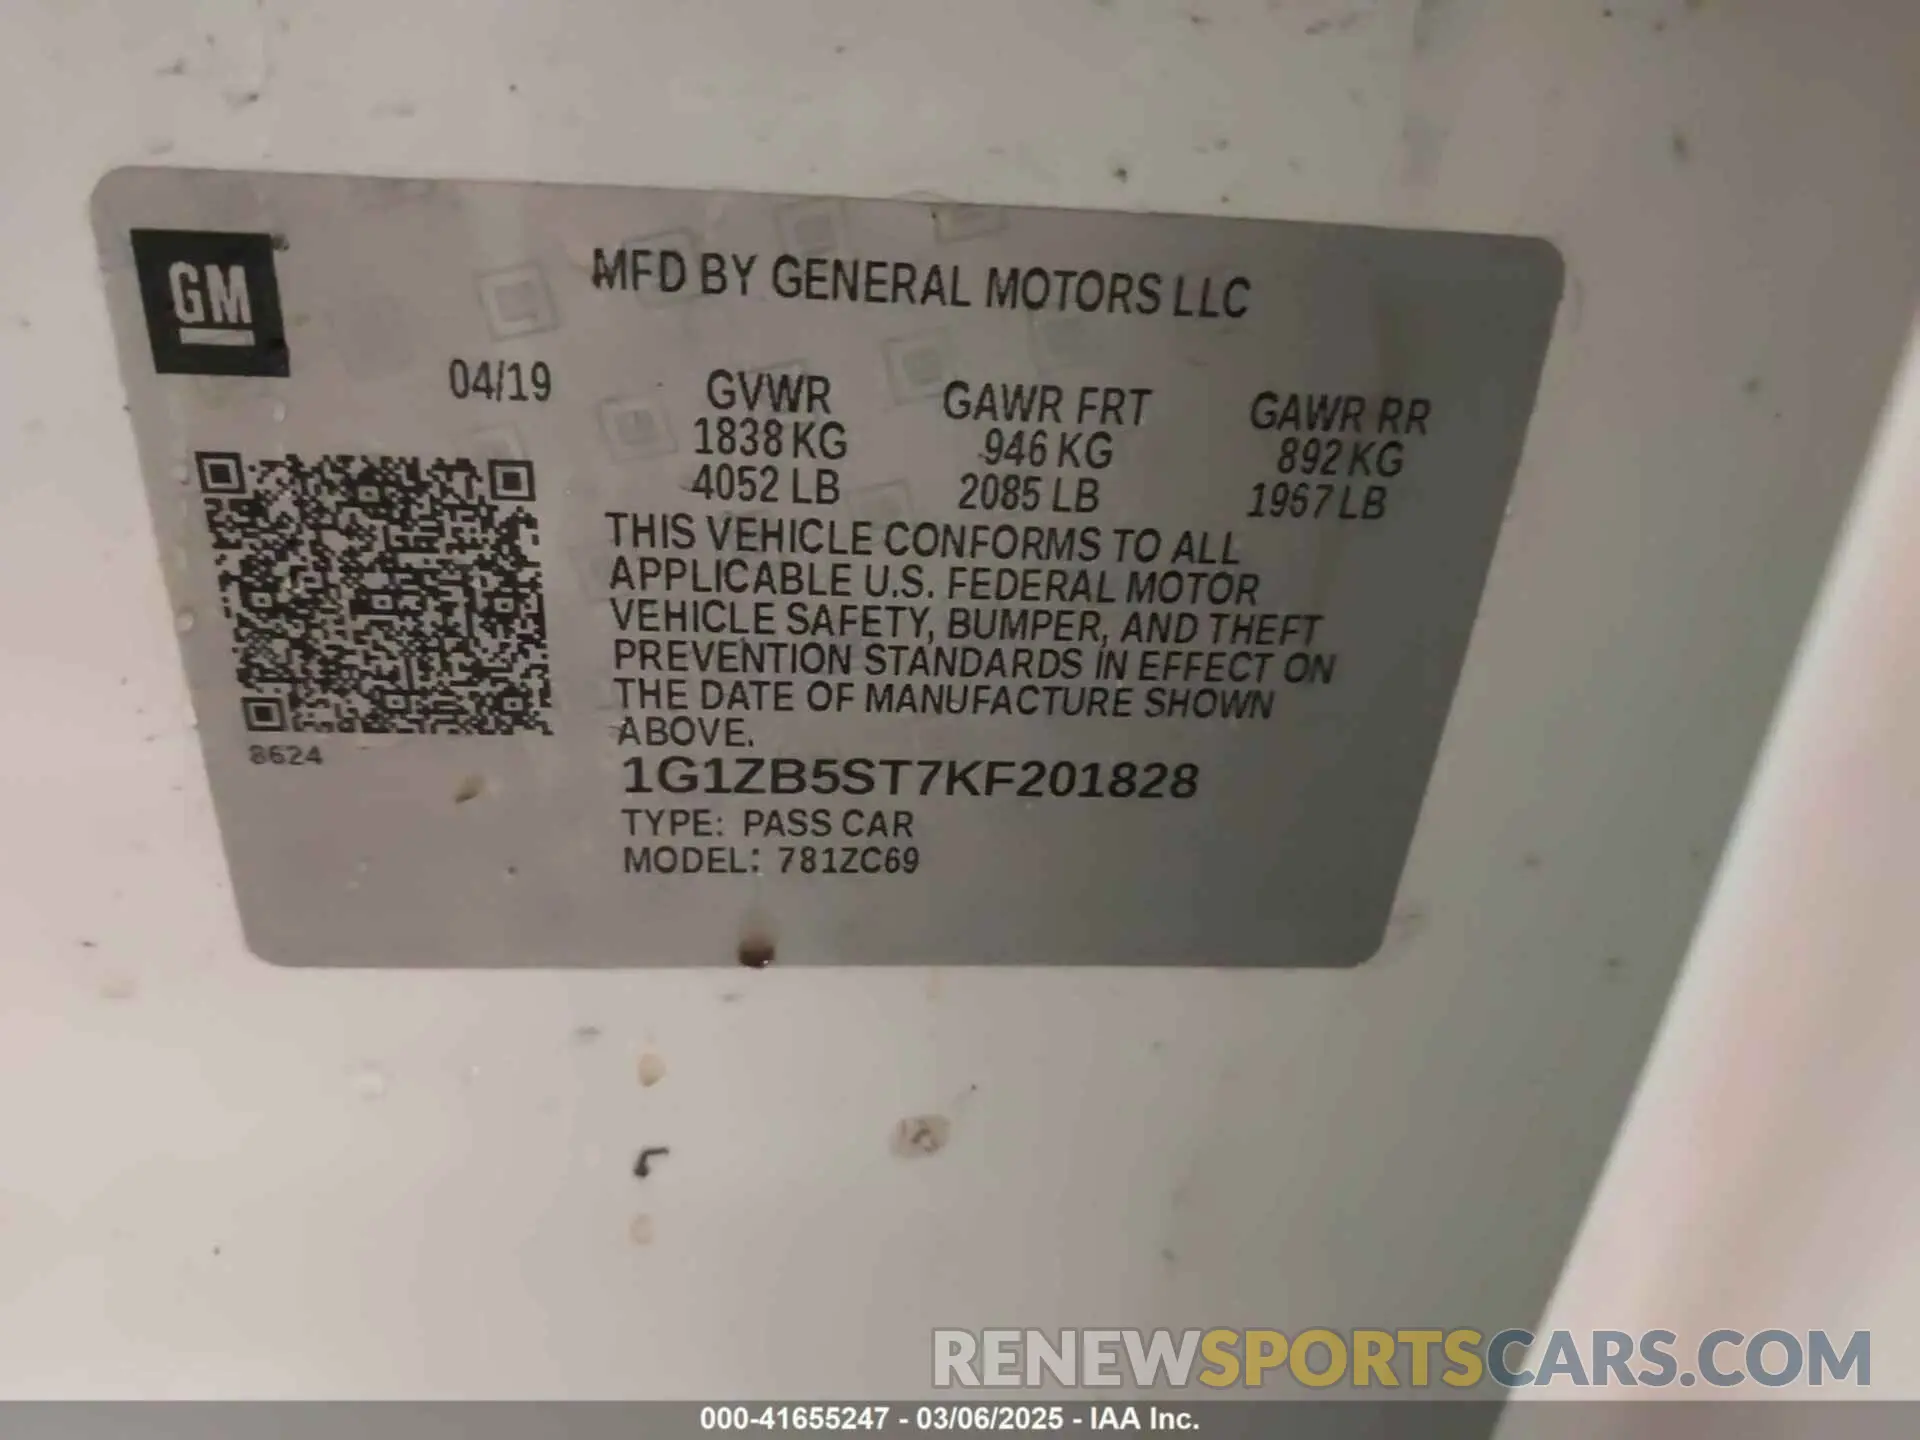 GM
MFD BY GENERAL MOTORS LLC
04/19
GVWR
1838 KG
4052 LB
GAWR FRT
946 KG
2085 LB
GAWR RR
892 KG
1967 LB
THIS VEHICLE CONFORMS TO ALL
APPLICABLE U.S. FEDERAL MOTOR
VEHICLE SAFETY, BUMPER, AND THEFT
PREVENTION STANDARDS IN EFFECT ON
THE DATE OF MANUFACTURE SHOWN
ABOVE.
8624
1G1ZB5ST7KF201828
TYPE: PASS CAR
MODEL: 781ZC69
RENEWSPORTSCARS.COM
000-41655247 - 03/06/2025 - IAA Inc.